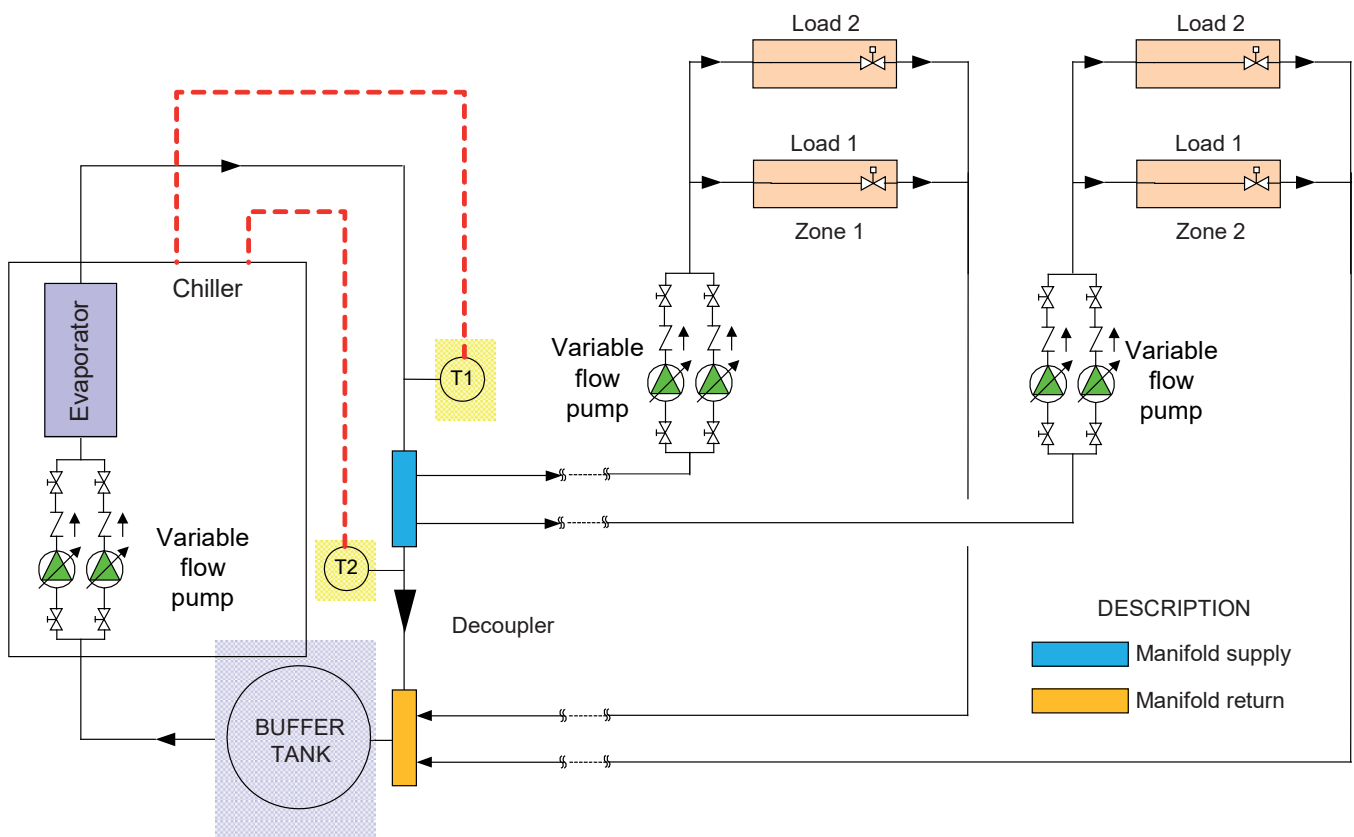 Load 2
Load 2
Load 1
Load 1
Zone 1
Zone 2
Chiller
Evaporator
T1
Variable
flow
pump
Variable
flow
pump
Variable
flow
pump
T2
Decoupler
DESCRIPTION
Manifold supply
Manifold return
BUFFER
TANK